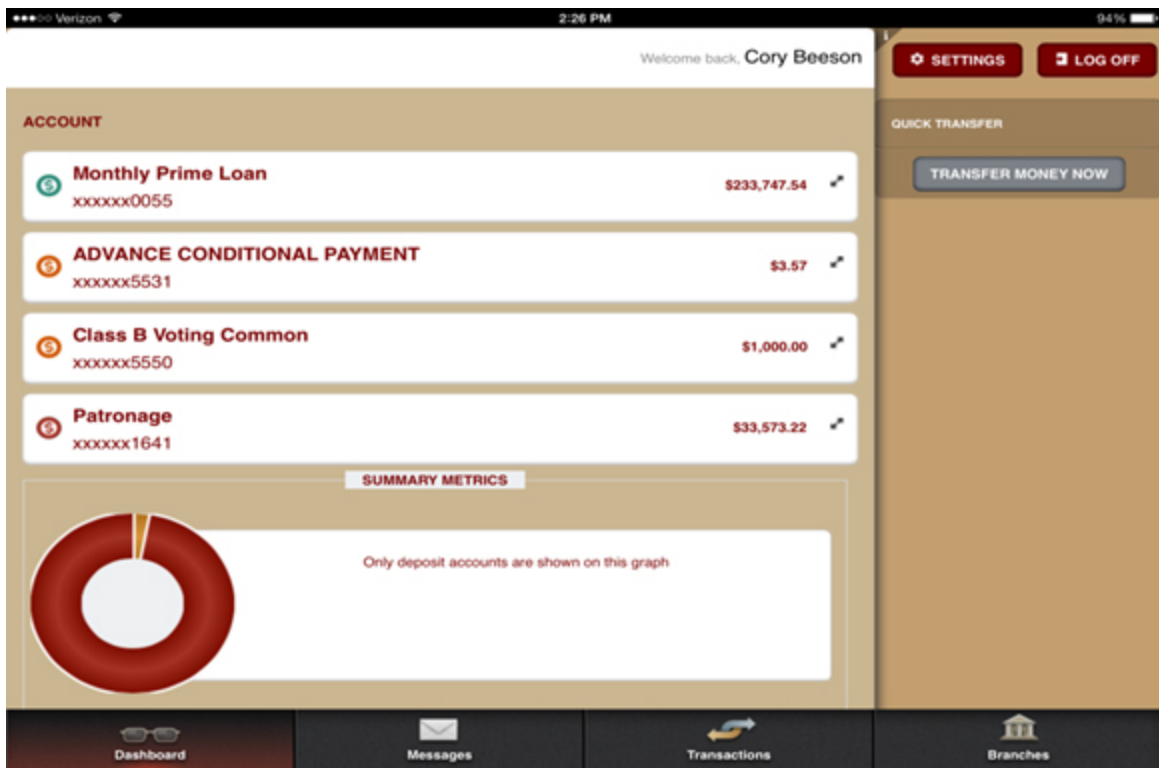 Verizon 2:26 PM 94%
Welcome back, Cory Beeson
SETTINGS LOG OFF
ACCOUNT
Monthly Prime Loan
xxxxxx0055
$233,747.54
ADVANCE CONDITIONAL PAYMENT
xxxxxx5531
$3.57
Class B Voting Common
xxxxxx5550
$1,000.00
Patronage
xxxxxx1641
$33,573.22
SUMMARY METRICS
Only deposit accounts are shown on this graph
i
QUICK TRANSFER
TRANSFER MONEY NOW
Dashboard Messages Transactions Branches